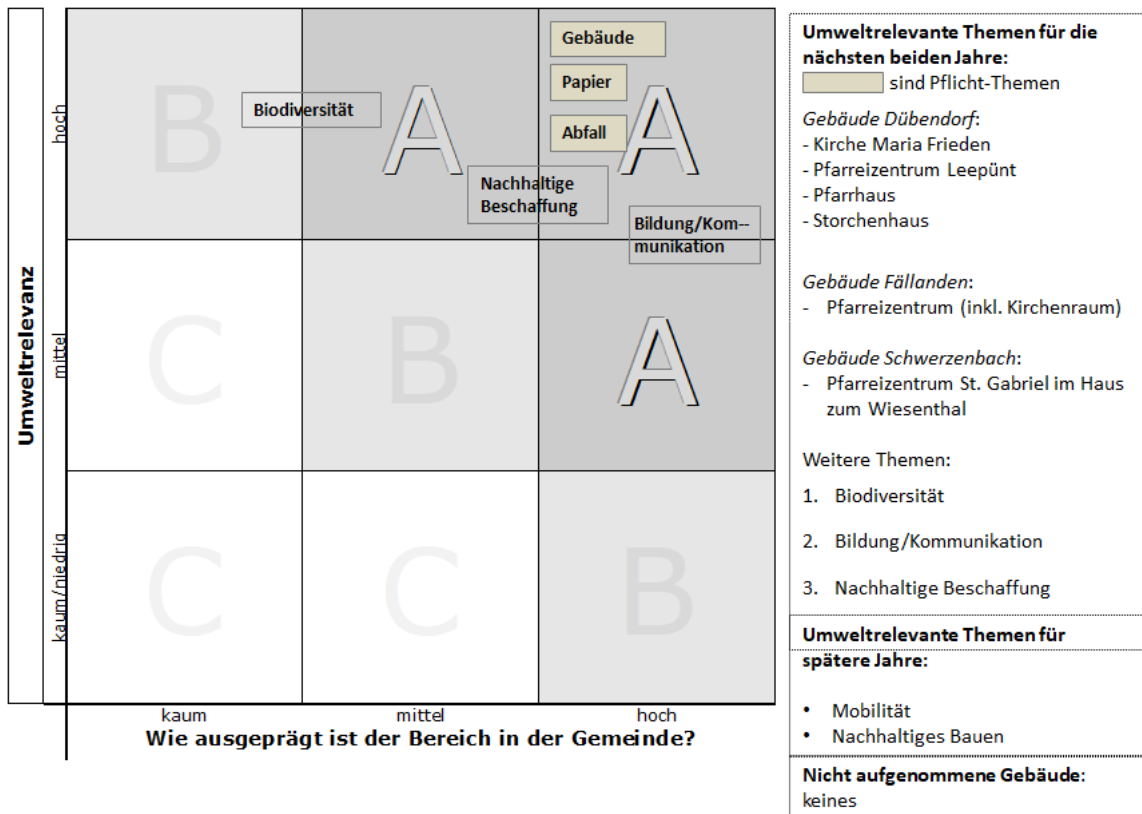 Umweltrelevanz
hoch
mittel
kaum/niedrig
B
A
A
C
B
A
C
C
B
Gebäude
Papier
Abfall
Biodiversität
Nachhaltige
Beschaffung
Bildung/Kom--
munikation
kaum
mittel
hoch
Wie ausgeprägt ist der Bereich in der Gemeinde?
Umweltrelevante Themen für die
nächsten beiden Jahre:
sind Pflicht-Themen
Gebäude Dübendorf:
- Kirche Maria Frieden
- Pfarreizentrum Leepünt
- Pfarrhaus
- Storchenhaus
Gebäude Fällanden:
- Pfarreizentrum (inkl. Kirchenraum)
Gebäude Schwerzenbach:
- Pfarreizentrum St. Gabriel im Haus
zum Wiesenthal
Weitere Themen:
1. Biodiversität
2. Bildung/Kommunikation
3. Nachhaltige Beschaffung
Umweltrelevante Themen für
spätere Jahre:
• Mobilität
• Nachhaltiges Bauen
Nicht aufgenommene Gebäude:
keines